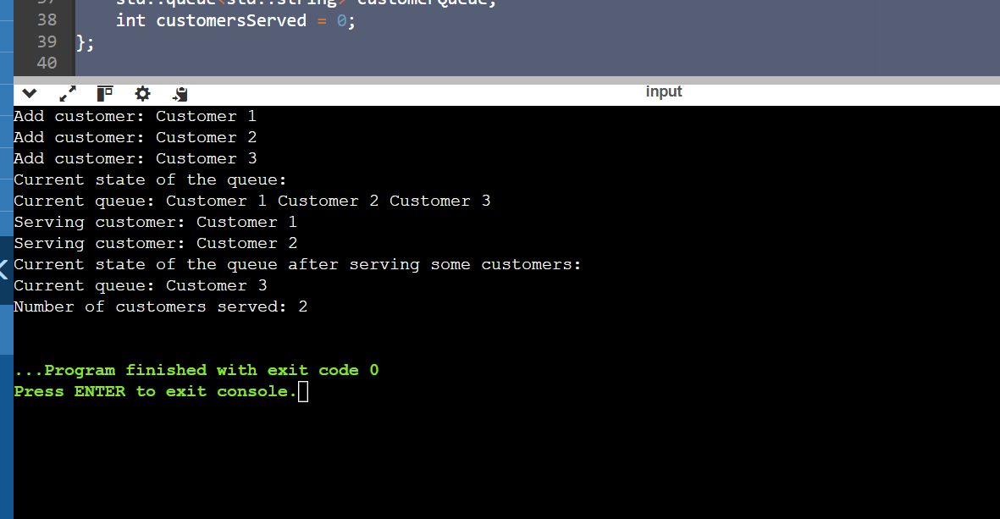 37 std::queue<std::string> customerQueue;
38 int customersServed = 0;
39 };
40
input
Add customer: Customer 1
Add customer: Customer 2
Add customer: Customer 3
Current state of the queue:
Current queue: Customer 1 Customer 2 Customer 3
Serving customer: Customer 1
Serving customer: Customer 2
Current state of the queue after serving some customers:
Current queue: Customer 3
Number of customers served: 2
...Program finished with exit code 0
Press ENTER to exit console.